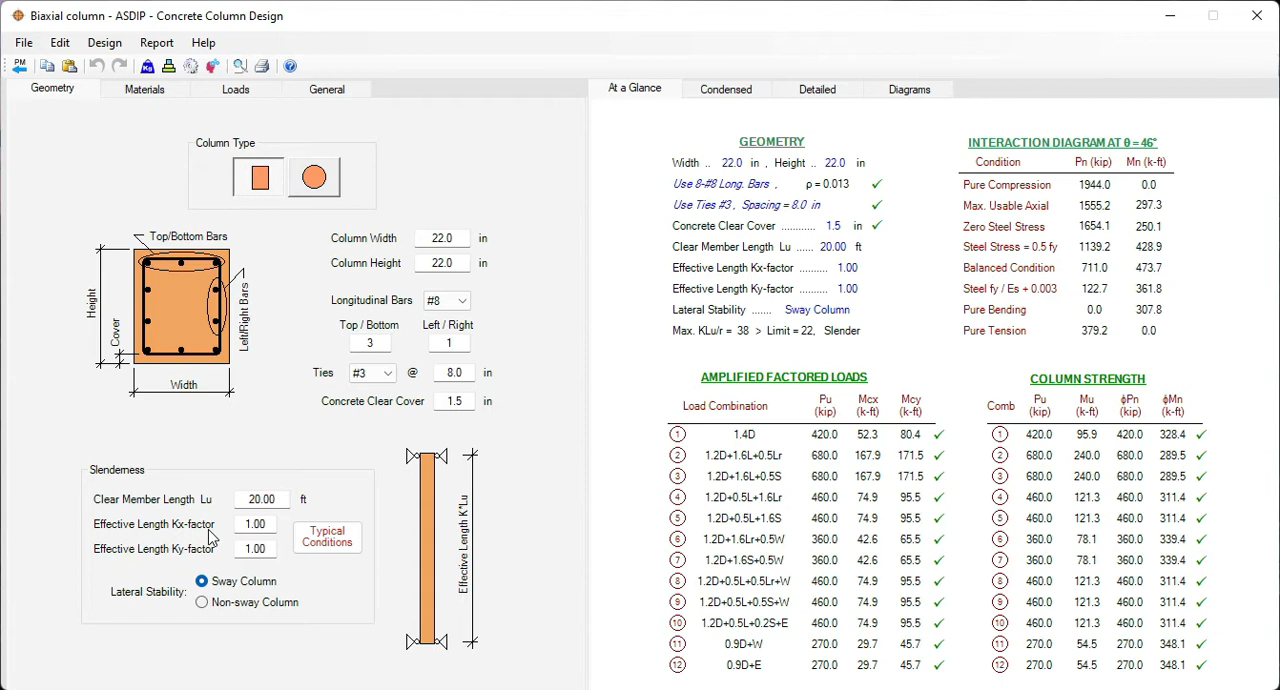 Biaxial column - ASDIP - Concrete Column Design
File Edit Design Report Help
PM
Kip
Geometry Materials Loads General
Column Type
Top/Bottom Bars
Height
Cover
Left/Right Bars
Width
Column Width 22.0 in
Column Height 22.0 in
Longitudinal Bars #8
Top / Bottom Left / Right
3 1
Ties #3 @ 8.0 in
Concrete Clear Cover 1.5 in
Slenderness
Clear Member Length Lu 20.00 ft
Effective Length Kx-factor 1.00
Effective Length Ky-factor 1.00
Typical
Conditions
Lateral Stability: Sway Column
Non-sway Column
Effective Length K*Lu
At a Glance Condensed Detailed Diagrams
GEOMETRY
Width .. 22.0 in , Height .. 22.0 in
Use 8-#8 Long. Bars , ρ = 0.013 ✓
Use Ties #3 , Spacing = 8.0 in ✓
Concrete Clear Cover ............ 1.5 in ✓
Clear Member Length Lu ...... 20.00 ft
Effective Length Kx-factor .......... 1.00
Effective Length Ky-factor .......... 1.00
Lateral Stability ....... Sway Column
Max. KLu/r = 38 > Limit = 22, Slender
INTERACTION DIAGRAM AT θ = 46°
Condition Pn (kip) Mn (k-ft)
Pure Compression 1944.0 0.0
Max. Usable Axial 1555.2 297.3
Zero Steel Stress 1654.1 250.1
Steel Stress = 0.5 fy 1139.2 428.9
Balanced Condition 711.0 473.7
Steel fy / Es + 0.003 122.7 361.8
Pure Bending 0.0 307.8
Pure Tension 379.2 0.0
AMPLIFIED FACTORED LOADS
Load Combination Pu (kip) Mcx (k-ft) Mcy (k-ft)
1 1.4D 420.0 52.3 80.4 ✓
2 1.2D+1.6L+0.5Lr 680.0 167.9 171.5 ✓
3 1.2D+1.6L+0.5S 680.0 167.9 171.5 ✓
4 1.2D+0.5L+1.6Lr 460.0 74.9 95.5 ✓
5 1.2D+0.5L+1.6S 460.0 74.9 95.5 ✓
6 1.2D+1.6Lr+0.5W 360.0 42.6 65.5 ✓
7 1.2D+1.6S+0.5W 360.0 42.6 65.5 ✓
8 1.2D+0.5L+0.5Lr+W 460.0 74.9 95.5 ✓
9 1.2D+0.5L+0.5S+W 460.0 74.9 95.5 ✓
10 1.2D+0.5L+0.2S+E 460.0 74.9 95.5 ✓
11 0.9D+W 270.0 29.7 45.7 ✓
12 0.9D+E 270.0 29.7 45.7 ✓
COLUMN STRENGTH
Comb Pu (kip) Mu (k-ft) ϕPn (kip) ϕMn (k-ft)
1 420.0 95.9 420.0 328.4 ✓
2 680.0 240.0 680.0 289.5 ✓
3 680.0 240.0 680.0 289.5 ✓
4 460.0 121.3 460.0 311.4 ✓
5 460.0 121.3 460.0 311.4 ✓
6 360.0 78.1 360.0 339.4 ✓
7 360.0 78.1 360.0 339.4 ✓
8 460.0 121.3 460.0 311.4 ✓
9 460.0 121.3 460.0 311.4 ✓
10 460.0 121.3 460.0 311.4 ✓
11 270.0 54.5 270.0 348.1 ✓
12 270.0 54.5 270.0 348.1 ✓